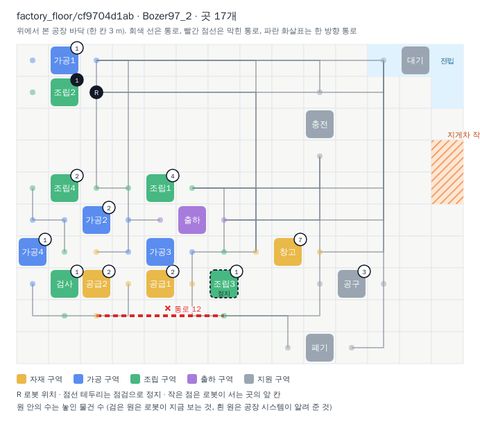 factory_floor/cf9704d1ab · Bozer97_2 · 곳 17개
위에서 본 공장 바닥 (한 칸 3 m). 회색 선은 통로, 빨간 점선은 막힌 통로, 파란 화살표는 한 방향 통로
가공1 1 대기 전입
조립2 1 R
충전
지게차 작
조립4 2 조립1 4
가공2 2 출하
가공4 1 가공3 창고 7
검사 1 공급2 2 공급1 2 조립3 1 공구 3
정지
✖ 통로 12
폐기
자재 구역 가공 구역 조립 구역 출하 구역 지원 구역
R 로봇 위치 · 점선 테두리는 점검으로 정지 · 작은 점은 로봇이 서는 곳의 앞 칸
원 안의 수는 놓인 물건 수 (검은 원은 로봇이 지금 보는 것, 흰 원은 공장 시스템이 알려 준 것)